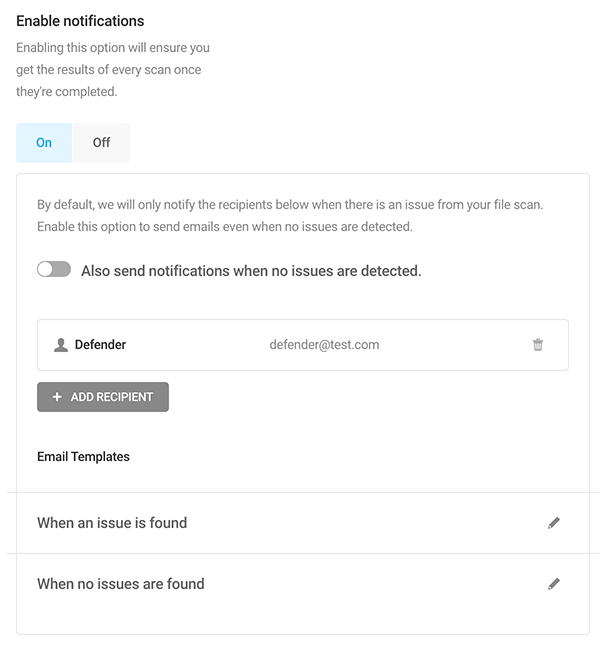 Enable notifications
Enabling this option will ensure you
get the results of every scan once
they're completed.
On Off
By default, we will only notify the recipients below when there is an issue from your file scan.
Enable this option to send emails even when no issues are detected.
Also send notifications when no issues are detected.
Defender defender@test.com
+ ADD RECIPIENT
Email Templates
When an issue is found
When no issues are found